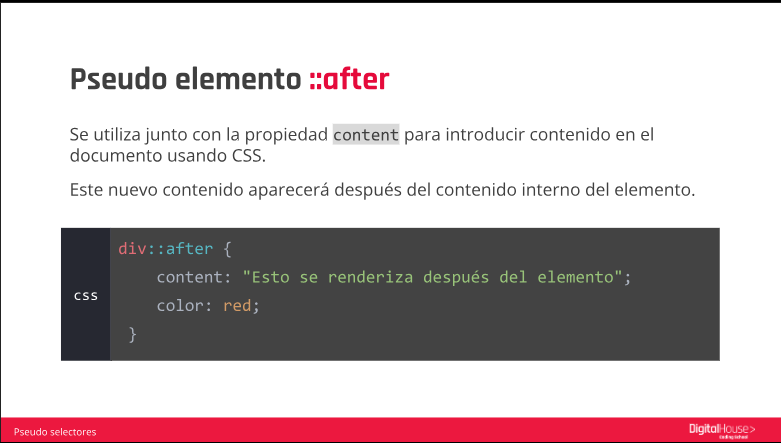 Pseudo elemento ::after
Se utiliza junto con la propiedad content para introducir contenido en el
documento usando CSS.
Este nuevo contenido aparecerá después del contenido interno del elemento.
css
div::after {
    content: "Esto se renderiza después del elemento";
    color: red;
 }
Pseudo selectores
DigitalHouse>
Coding School